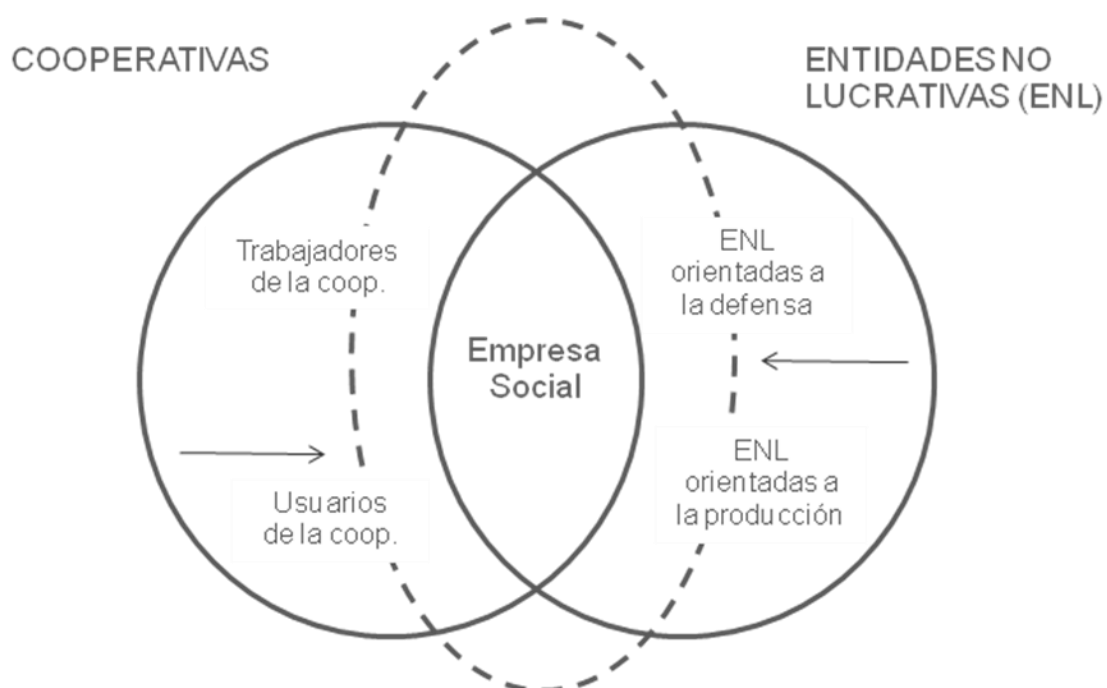 COOPERATIVAS
ENTIDADES NO
LUCRATIVAS (ENL)
Trabajadores
de la coop.
ENL
orientadas a
la defensa
Empresa
Social
Usuarios
de la coop.
ENL
orientadas a
la producción